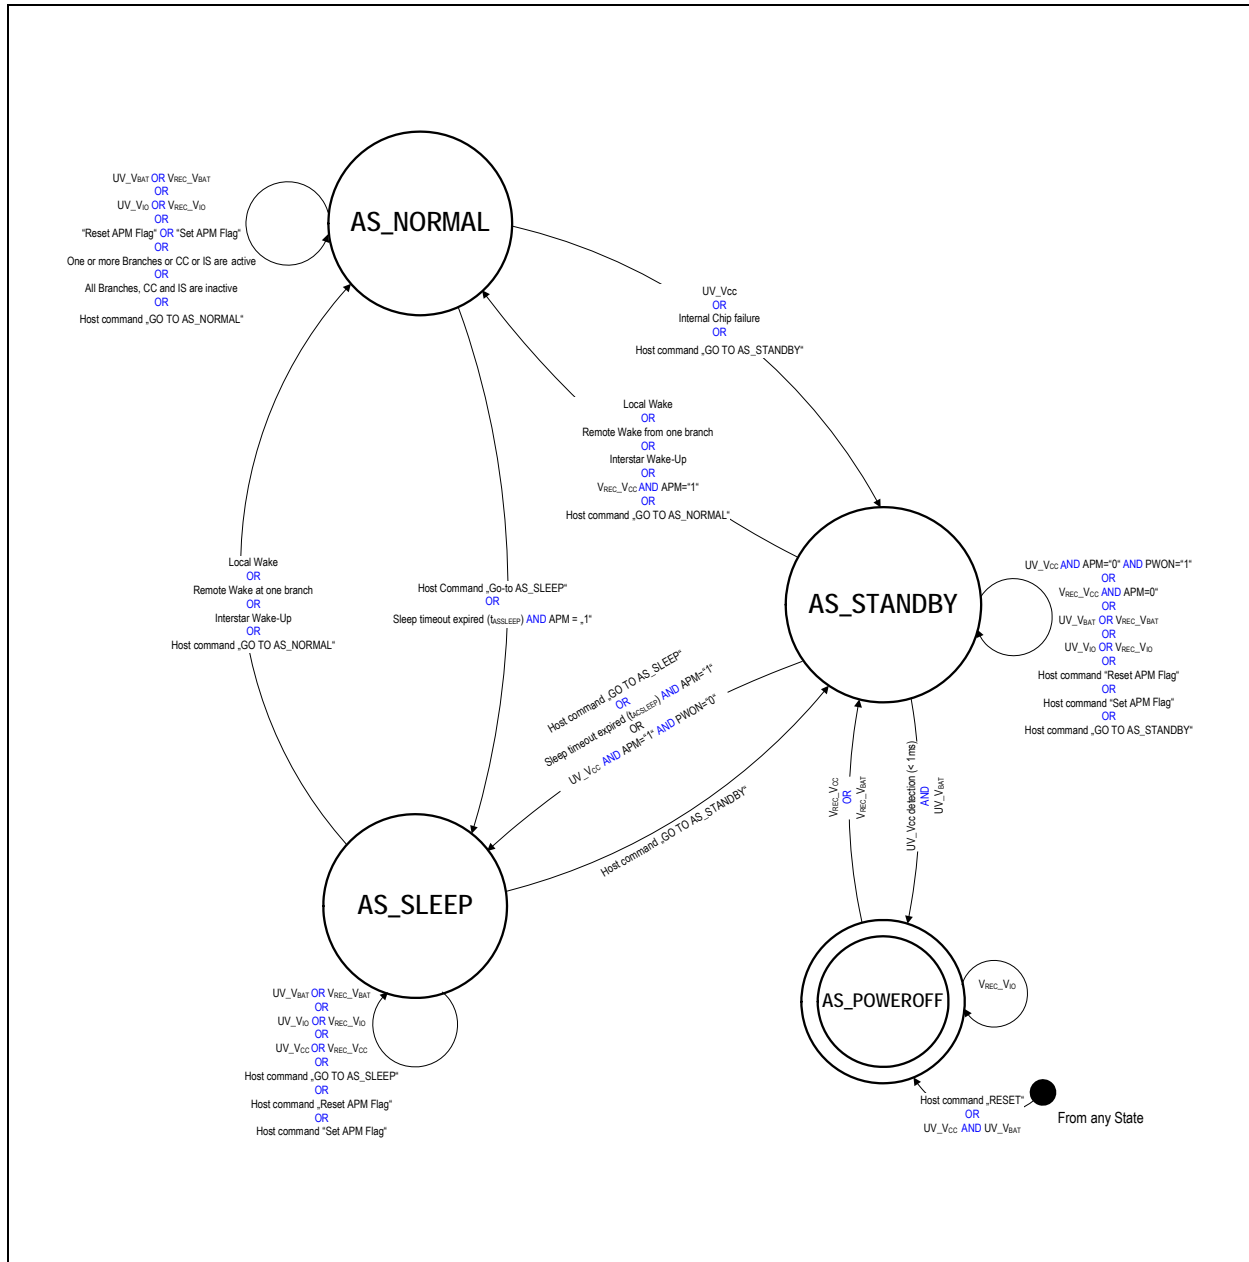 AS_NORMAL
UV_VBAT OR VREC_VBAT
OR
UV_VIO OR VREC_VIO
OR
"Reset APM Flag" OR "Set APM Flag"
OR
One or more Branches or CC or IS are active
OR
All Branches, CC and IS are inactive
OR
Host command „GO TO AS_NORMAL"
UV_Vcc
OR
Internal Chip failure
OR
Host command „GO TO AS_STANDBY"
Local Wake
OR
Remote Wake from one branch
OR
Interstar Wake-Up
OR
VREC_VCC AND APM="1"
OR
Host command „GO TO AS_NORMAL"
Local Wake
OR
Remote Wake at one branch
OR
Interstar Wake-Up
OR
Host command „GO TO AS_NORMAL"
Host Command „Go-to AS_SLEEP"
OR
Sleep timeout expired (tASSLEEP) AND APM = „1"
AS_STANDBY
UV_VCC AND APM="0" AND PWON="1"
OR
VREC_VCC AND APM=0"
OR
UV_VBAT OR VREC_VBAT
OR
UV_VIO OR VREC_VIO
OR
Host command "Reset APM Flag"
OR
Host command "Set APM Flag"
OR
Host command „GO TO AS_STANDBY"
Host command „GO TO AS_SLEEP"
OR
Sleep timeout expired (tACSLEEP) AND APM="1"
OR
UV_VCC AND APM="1" AND PWON="0"
Host command „GO TO AS_STANDBY"
VREC_VCC
OR
VREC_VBAT
UV_Vcc detection (< 1ms)
AND
UV_VBAT
AS_SLEEP
UV_VBAT OR VREC_VBAT
OR
UV_VIO OR VREC_VIO
OR
UV_VCC OR VREC_VCC
OR
Host command „GO TO AS_SLEEP"
OR
Host command „Reset APM Flag"
OR
Host command "Set APM Flag"
AS_POWEROFF
VREC_VIO
Host command „RESET"
OR
UV_VCC AND UV_VBAT
From any State